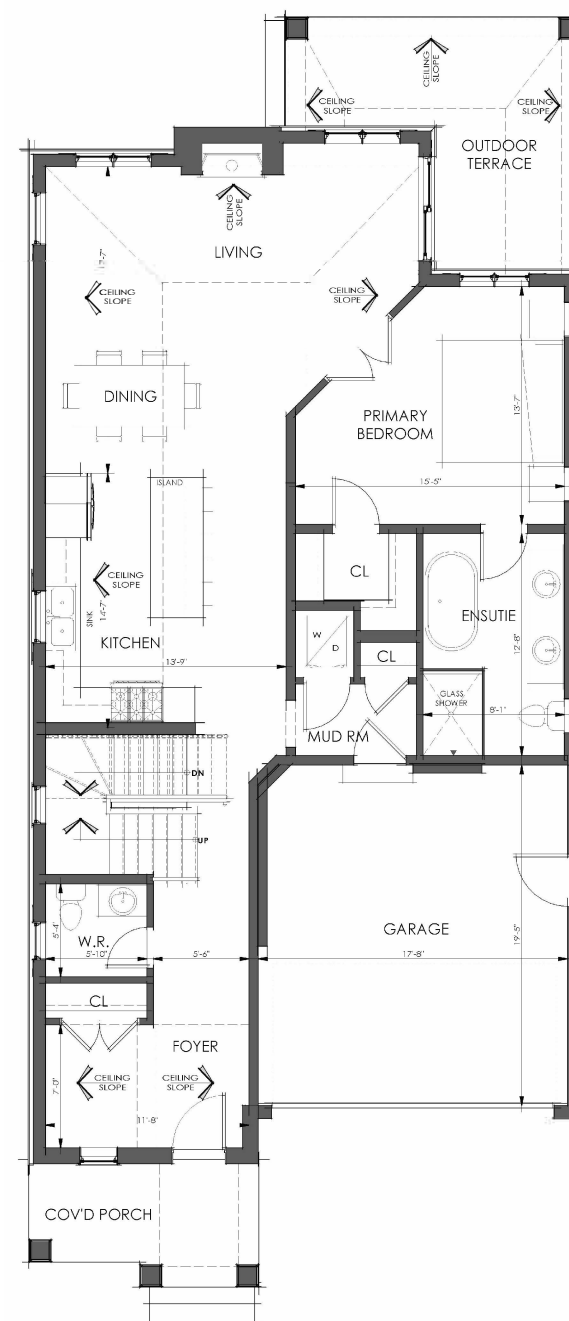 CEILING
SLOPE
CEILING
SLOPE
CEILING
SLOPE
OUTDOOR
TERRACE
CEILING
SLOPE
LIVING
CEILING
SLOPE
CEILING
SLOPE
DINING
PRIMARY
BEDROOM
13'-7"
15'-5"
ISLAND
CEILING
SLOPE
SINK
14'-7"
KITCHEN
13'-9"
CL
W
D
CL
ENSUTIE
12'-8"
GLASS
SHOWER
8'-1"
MUD RM
DN
UP
W.R.
5'-4"
5'-10"
5'-6"
GARAGE
17'-8"
19'-5"
CL
FOYER
CEILING
SLOPE
CEILING
SLOPE
11'-8"
COV'D PORCH